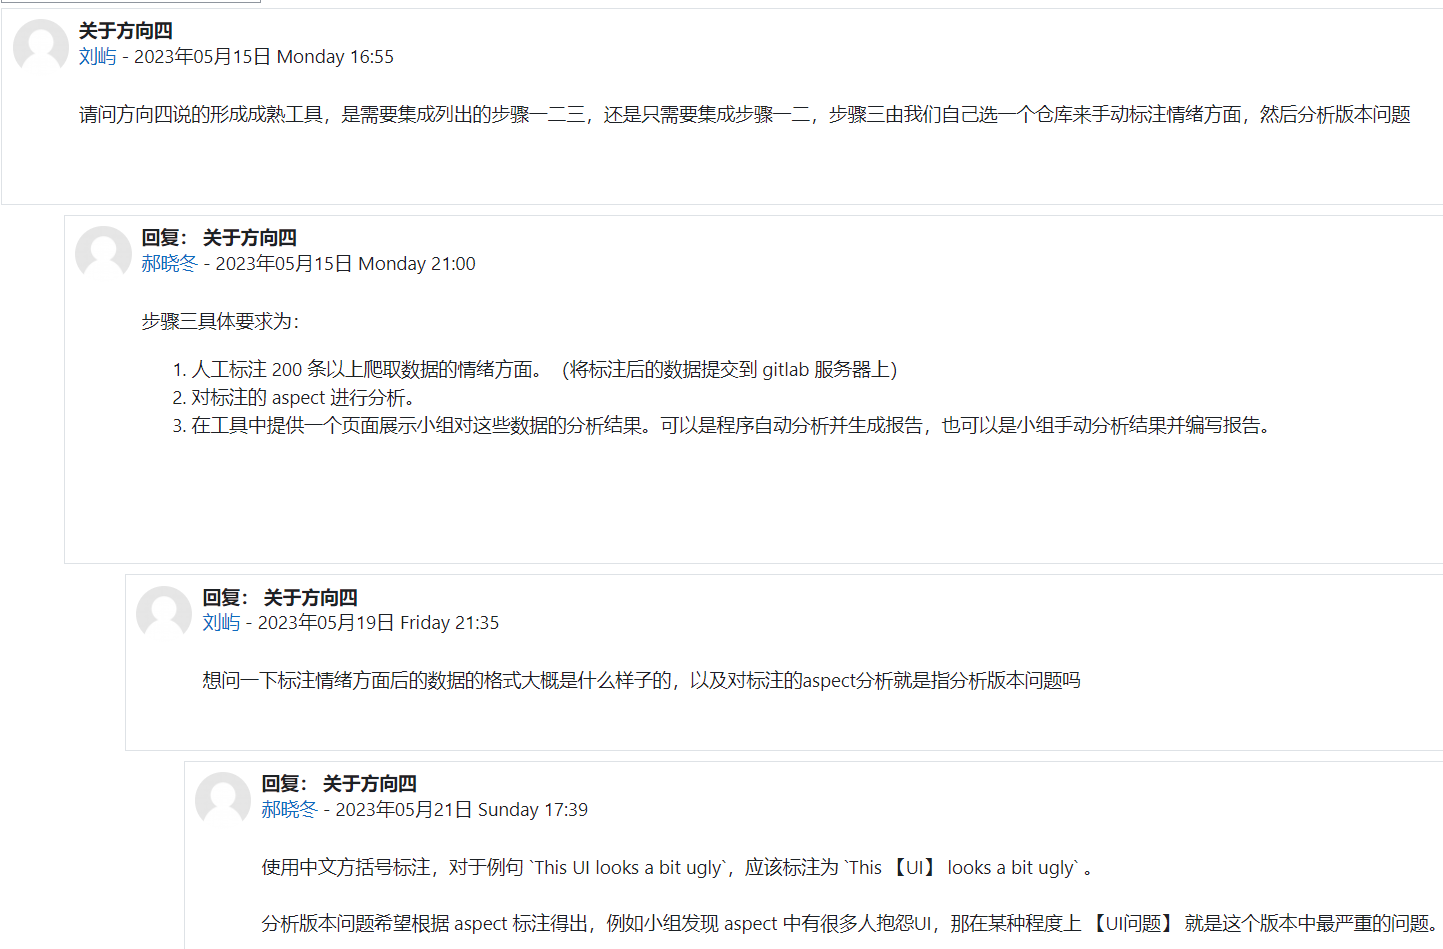 关于方向四
刘屿 - 2023年05月15日 Monday 16:55
请问方向四说的形成成熟工具，是需要集成列出的步骤一二三，还是只需要集成步骤一二，步骤三由我们自己选一个仓库来手动标注情绪方面，然后分析版本问题
回复： 关于方向四
郝晓冬 - 2023年05月15日 Monday 21:00
步骤三具体要求为：
1. 人工标注 200 条以上爬取数据的情绪方面。（将标注后的数据提交到 gitlab 服务器上）
2. 对标注的 aspect 进行分析。
3. 在工具中提供一个页面展示小组对这些数据的分析结果。可以是程序自动分析并生成报告，也可以是小组手动分析结果并编写报告。
回复： 关于方向四
刘屿 - 2023年05月19日 Friday 21:35
想问一下标注情绪方面后的数据的格式大概是什么样子的，以及对标注的aspect分析就是指分析版本问题吗
回复： 关于方向四
郝晓冬 - 2023年05月21日 Sunday 17:39
使用中文方括号标注，对于例句 `This UI looks a bit ugly`，应该标注为 `This 【UI】 looks a bit ugly` 。
分析版本问题希望根据 aspect 标注得出，例如小组发现 aspect 中有很多人抱怨UI，那在某种程度上 【UI问题】 就是这个版本中最严重的问题。